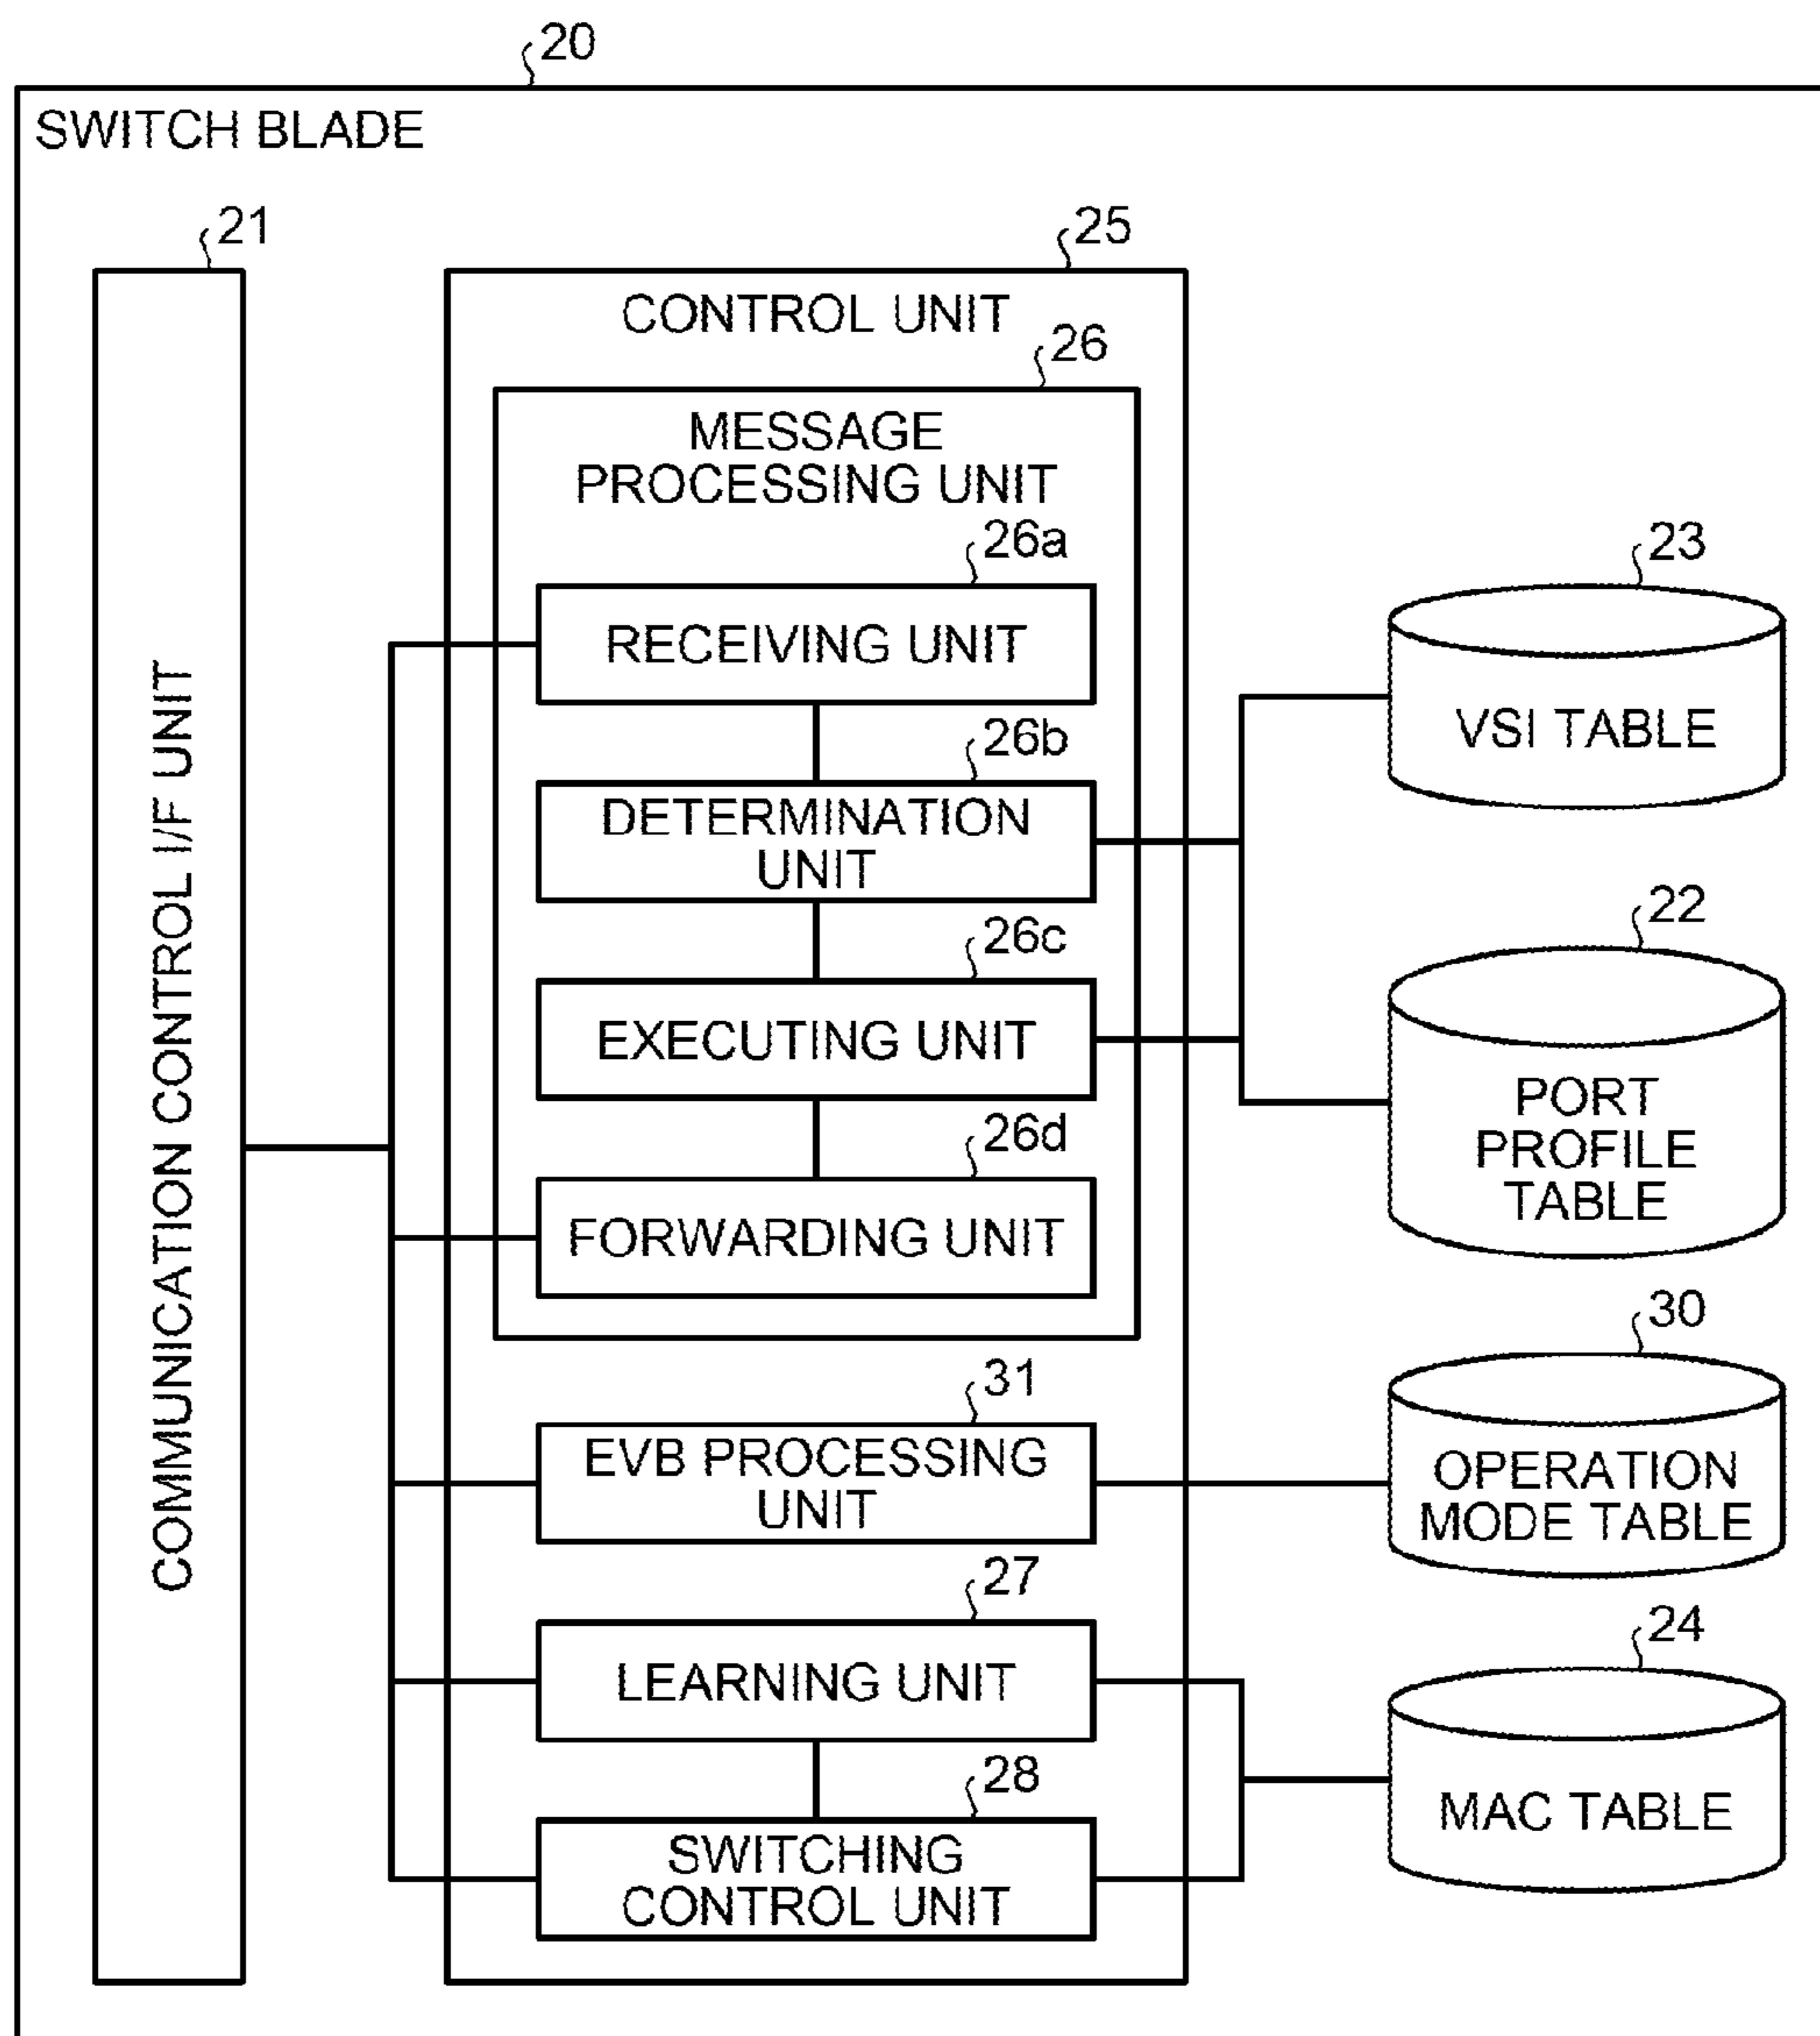 20
SWITCH BLADE
21
COMMUNICATION CONTROL I/F UNIT
25
CONTROL UNIT
26
MESSAGE
PROCESSING UNIT
26a
RECEIVING UNIT
26b
DETERMINATION
UNIT
26c
EXECUTING UNIT
26d
FORWARDING UNIT
31
EVB PROCESSING
UNIT
27
LEARNING UNIT
28
SWITCHING
CONTROL UNIT
23
VSI TABLE
22
PORT
PROFILE
TABLE
30
OPERATION
MODE TABLE
24
MAC TABLE